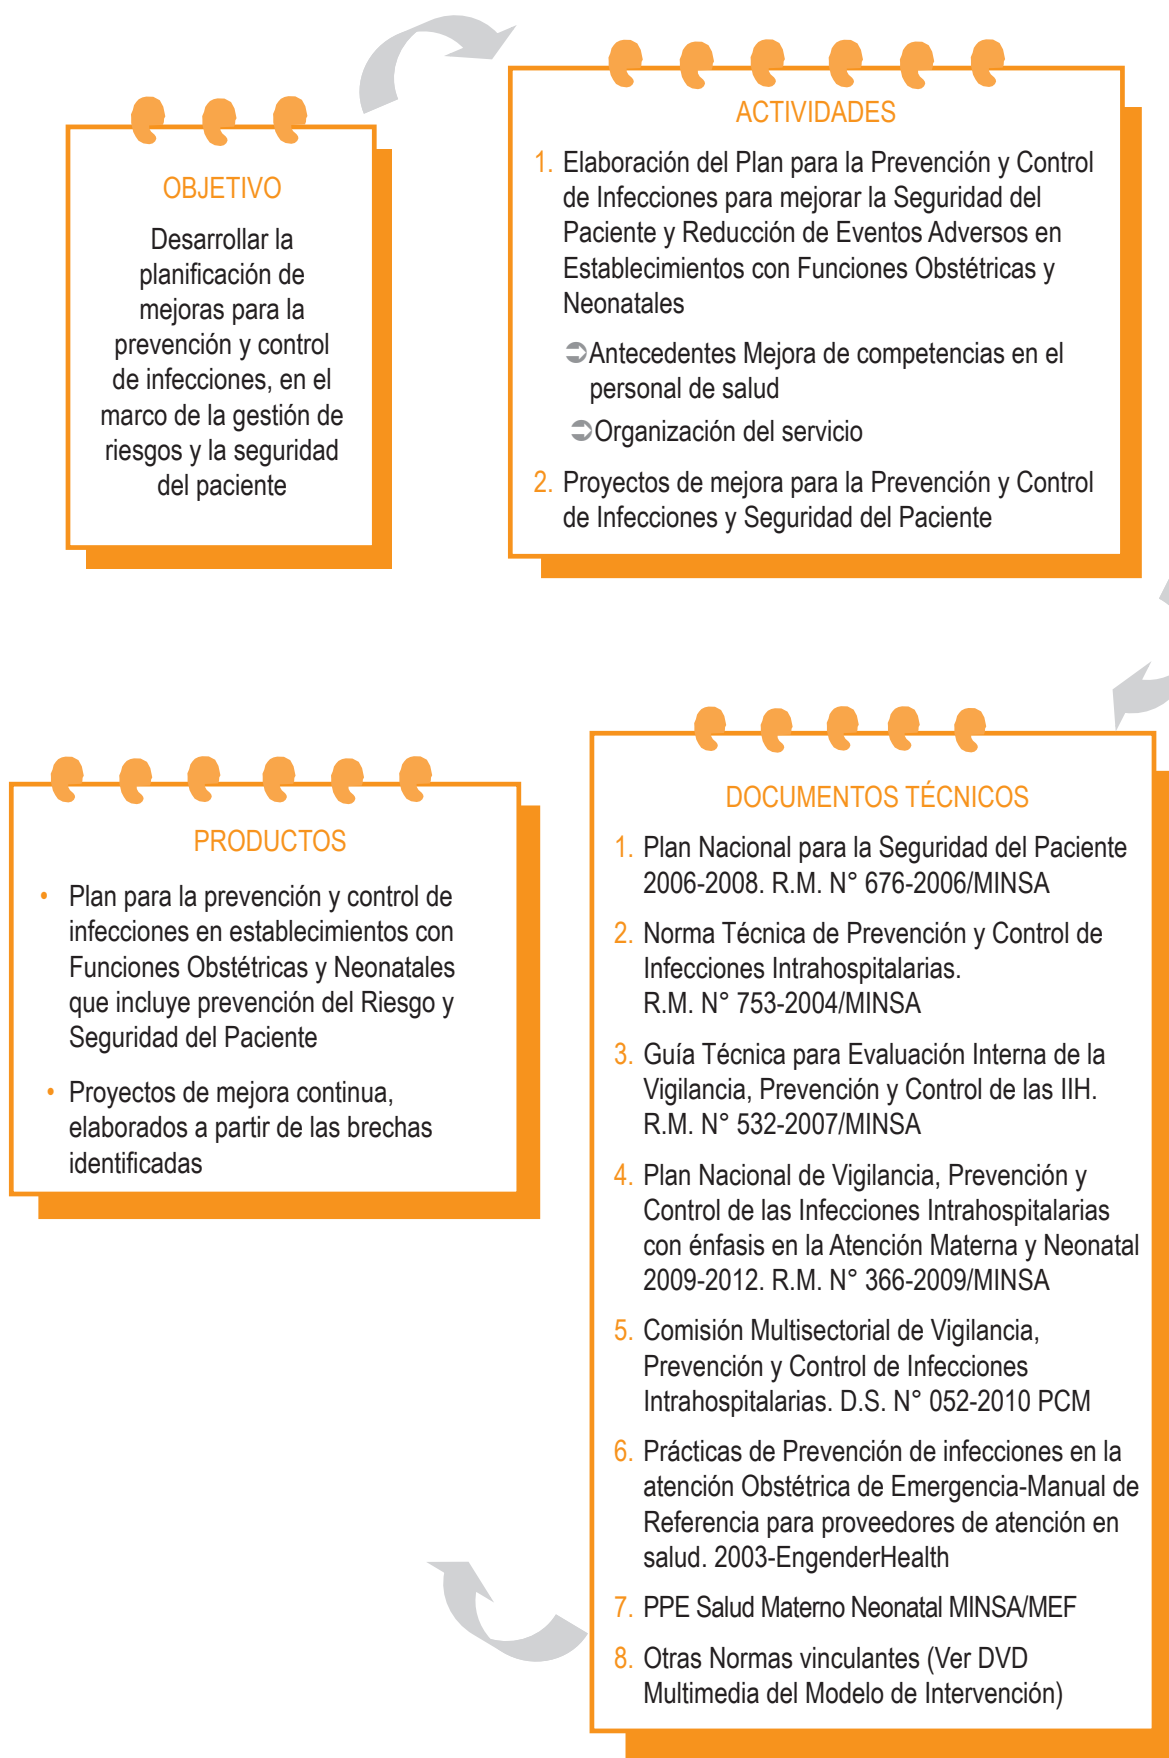 OBJETIVO
Desarrollar la
planificación de
mejoras para la
prevención y control
de infecciones, en el
marco de la gestión de
riesgos y la seguridad
del paciente
ACTIVIDADES
1. Elaboración del Plan para la Prevención y Control
de Infecciones para mejorar la Seguridad del
Paciente y Reducción de Eventos Adversos en
Establecimientos con Funciones Obstétricas y
Neonatales
➲Antecedentes Mejora de competencias en el
personal de salud
➲Organización del servicio
2. Proyectos de mejora para la Prevención y Control
de Infecciones y Seguridad del Paciente
DOCUMENTOS TÉCNICOS
1. Plan Nacional para la Seguridad del Paciente
2006-2008. R.M. N° 676-2006/MINSA
2. Norma Técnica de Prevención y Control de
Infecciones Intrahospitalarias.
R.M. N° 753-2004/MINSA
3. Guía Técnica para Evaluación Interna de la
Vigilancia, Prevención y Control de las IIH.
R.M. N° 532-2007/MINSA
4. Plan Nacional de Vigilancia, Prevención y
Control de las Infecciones Intrahospitalarias
con énfasis en la Atención Materna y Neonatal
2009-2012. R.M. N° 366-2009/MINSA
5. Comisión Multisectorial de Vigilancia,
Prevención y Control de Infecciones
Intrahospitalarias. D.S. N° 052-2010 PCM
6. Prácticas de Prevención de infecciones en la
atención Obstétrica de Emergencia-Manual de
Referencia para proveedores de atención en
salud. 2003-EngenderHealth
7. PPE Salud Materno Neonatal MINSA/MEF
8. Otras Normas vinculantes (Ver DVD
Multimedia del Modelo de Intervención)
PRODUCTOS
• Plan para la prevención y control de
infecciones en establecimientos con
Funciones Obstétricas y Neonatales
que incluye prevención del Riesgo y
Seguridad del Paciente
• Proyectos de mejora continua,
elaborados a partir de las brechas
identificadas